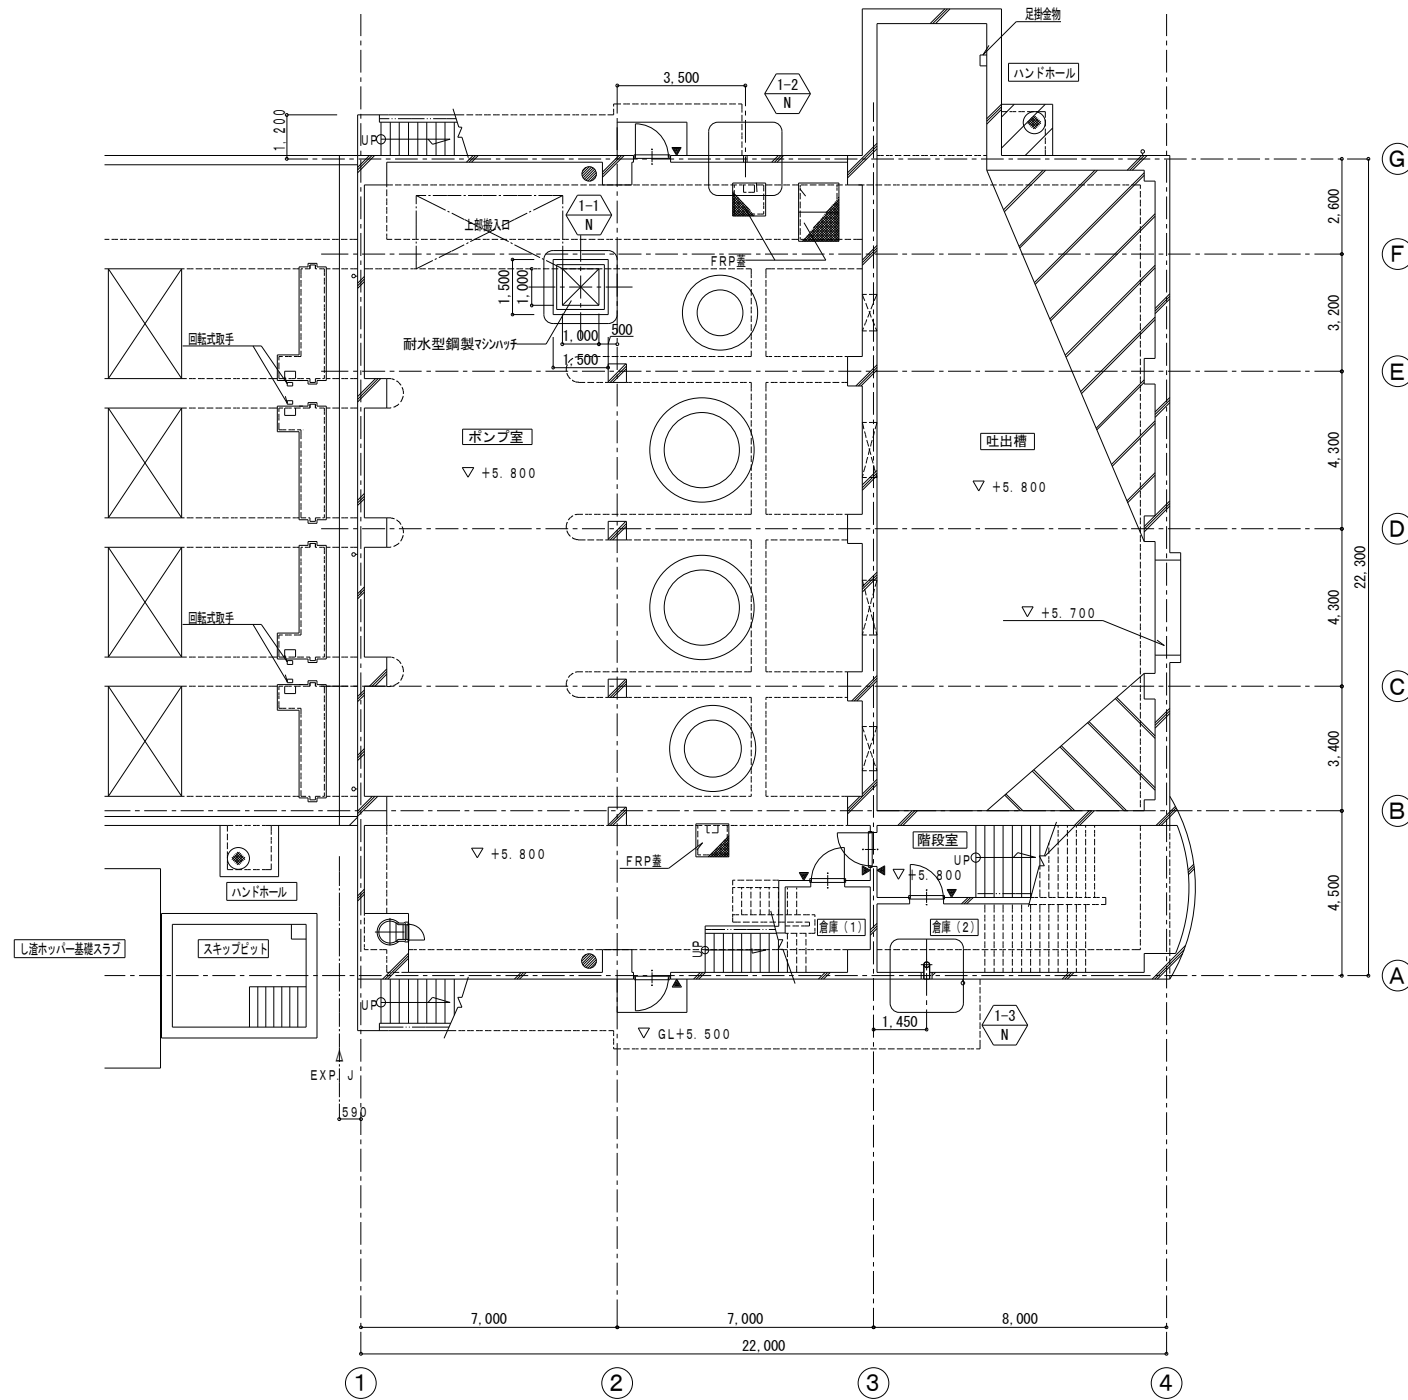 足掛金物
ハンドホール
3,500
1-2
N
1,200
UP
G
上部搬入口
1-1
N
2,600
FRP蓋
F
1,500
1,000
3,200
回転式取手
耐水型鋼製マシンハッチ
1,000
500
1,500
E
ポンプ室
吐出槽
▽ +5.800
▽ +5.800
4,300
D
22,300
回転式取手
▽ +5.700
4,300
C
3,400
B
▽ +5.800
FRP蓋
階段室
UP
▽ +5.800
ハンドホール
4,500
し渣ホッパー基礎スラブ
スキップピット
倉庫(1)
倉庫(2)
UP
A
UP
▽ GL+5.500
1,450
1-3
N
EXP.J
590
7,000
7,000
8,000
22,000
1
2
3
4